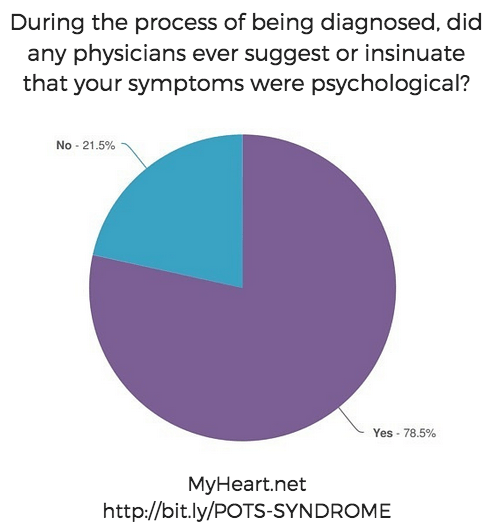 During the process of being diagnosed, did
any physicians ever suggest or insinuate
that your symptoms were psychological?
No - 21.5%
Yes - 78.5%
MyHeart.net
http://bit.ly/POTS-SYNDROME